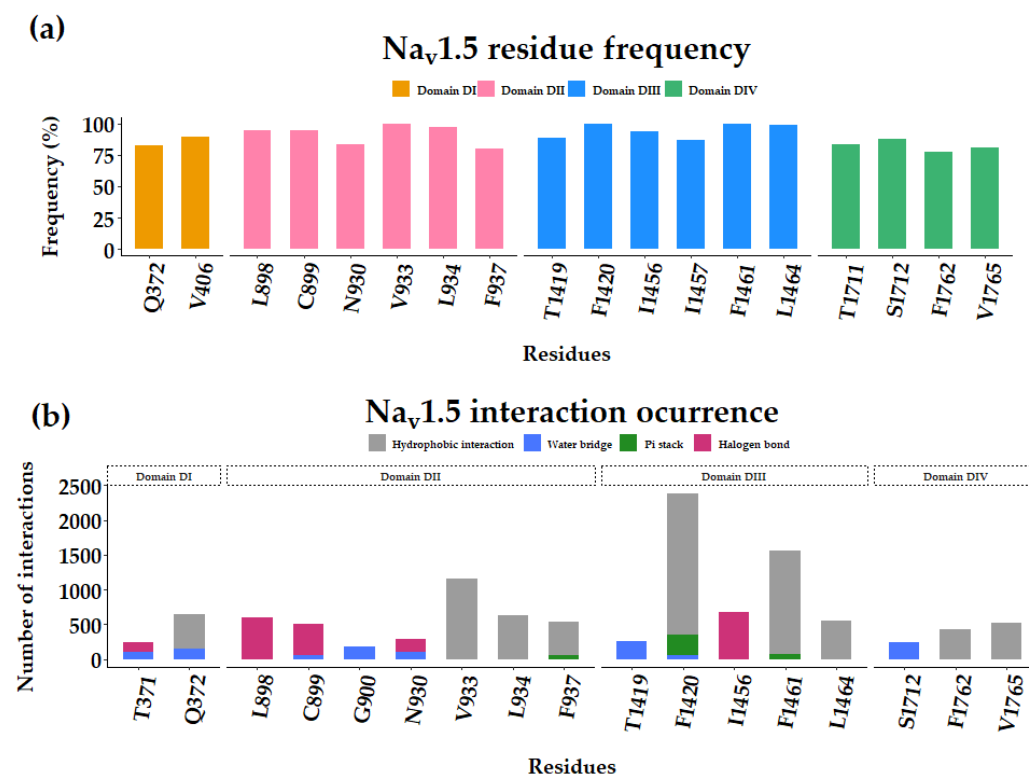 (a)
Nav1.5 residue frequency
Domain DI Domain DII Domain DIII Domain DIV
Frequency (%)
100
75
50
25
0
Q372 V406 L898 C899 N930 V933 L934 F937 T1419 F1420 I1456 I1457 F1461 L1464 T1711 S1712 F1762 V1765
Residues
(b)
Nav1.5 interaction ocurrence
Hydrophobic interaction Water bridge Pi stack Halogen bond
Domain DI Domain DII Domain DIII Domain DIV
Number of interactions
2500
2000
1500
1000
500
0
T371 Q372 L898 C899 G900 N930 V933 L934 F937 T1419 F1420 I1456 F1461 L1464 S1712 F1762 V1765
Residues